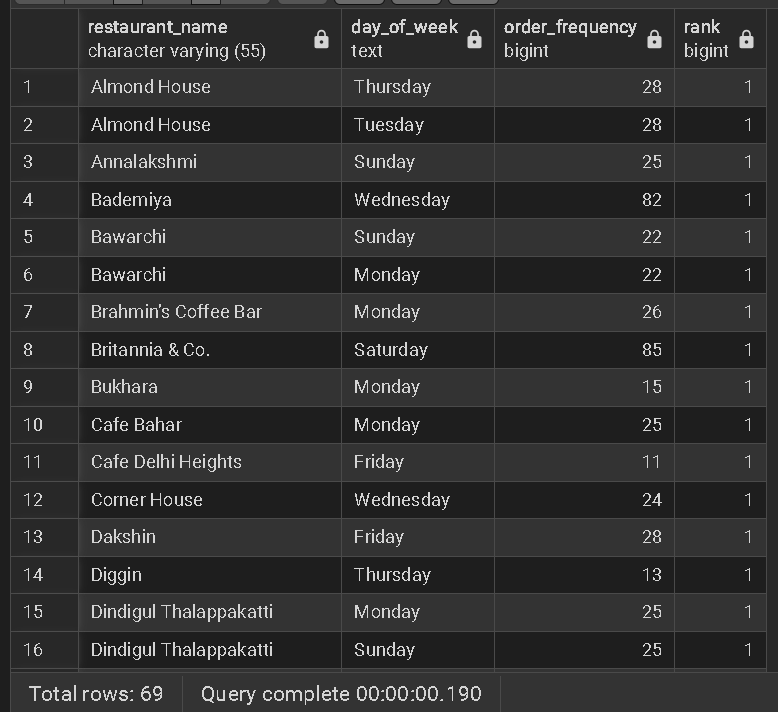 restaurant_name day_of_week order_frequency rank
character varying (55) text bigint bigint
1 Almond House Thursday 28 1
2 Almond House Tuesday 28 1
3 Annalakshmi Sunday 25 1
4 Bademiya Wednesday 82 1
5 Bawarchi Sunday 22 1
6 Bawarchi Monday 22 1
7 Brahmin's Coffee Bar Monday 26 1
8 Britannia & Co. Saturday 85 1
9 Bukhara Monday 15 1
10 Cafe Bahar Monday 25 1
11 Cafe Delhi Heights Friday 11 1
12 Corner House Wednesday 24 1
13 Dakshin Friday 28 1
14 Diggin Thursday 13 1
15 Dindigul Thalappakatti Monday 25 1
16 Dindigul Thalappakatti Sunday 25 1
Total rows: 69 Query complete 00:00:00.190